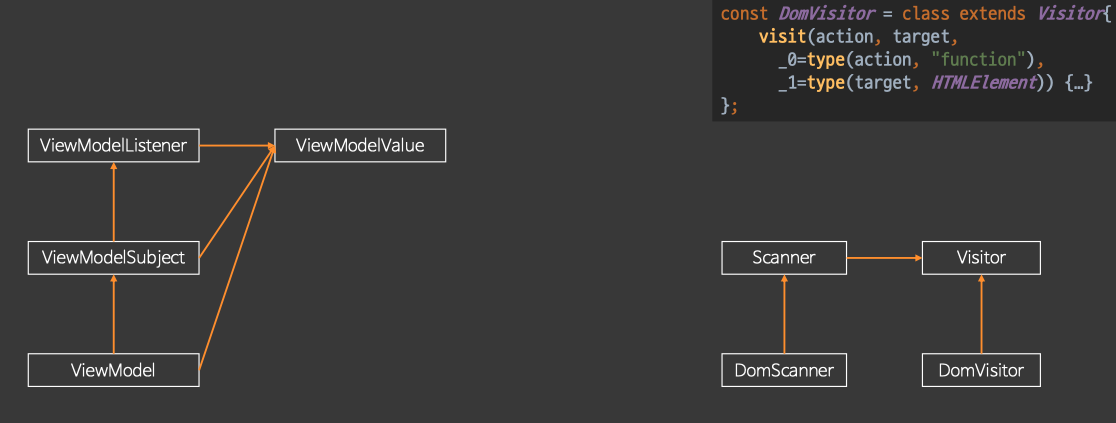 const DomVisitor = class extends Visitor{
visit(action, target,
_0=type(action, "function"),
_1=type(target, HTMLElement)) {…}
};
ViewModelListener
ViewModelValue
ViewModelSubject
Scanner
Visitor
ViewModel
DomScanner
DomVisitor